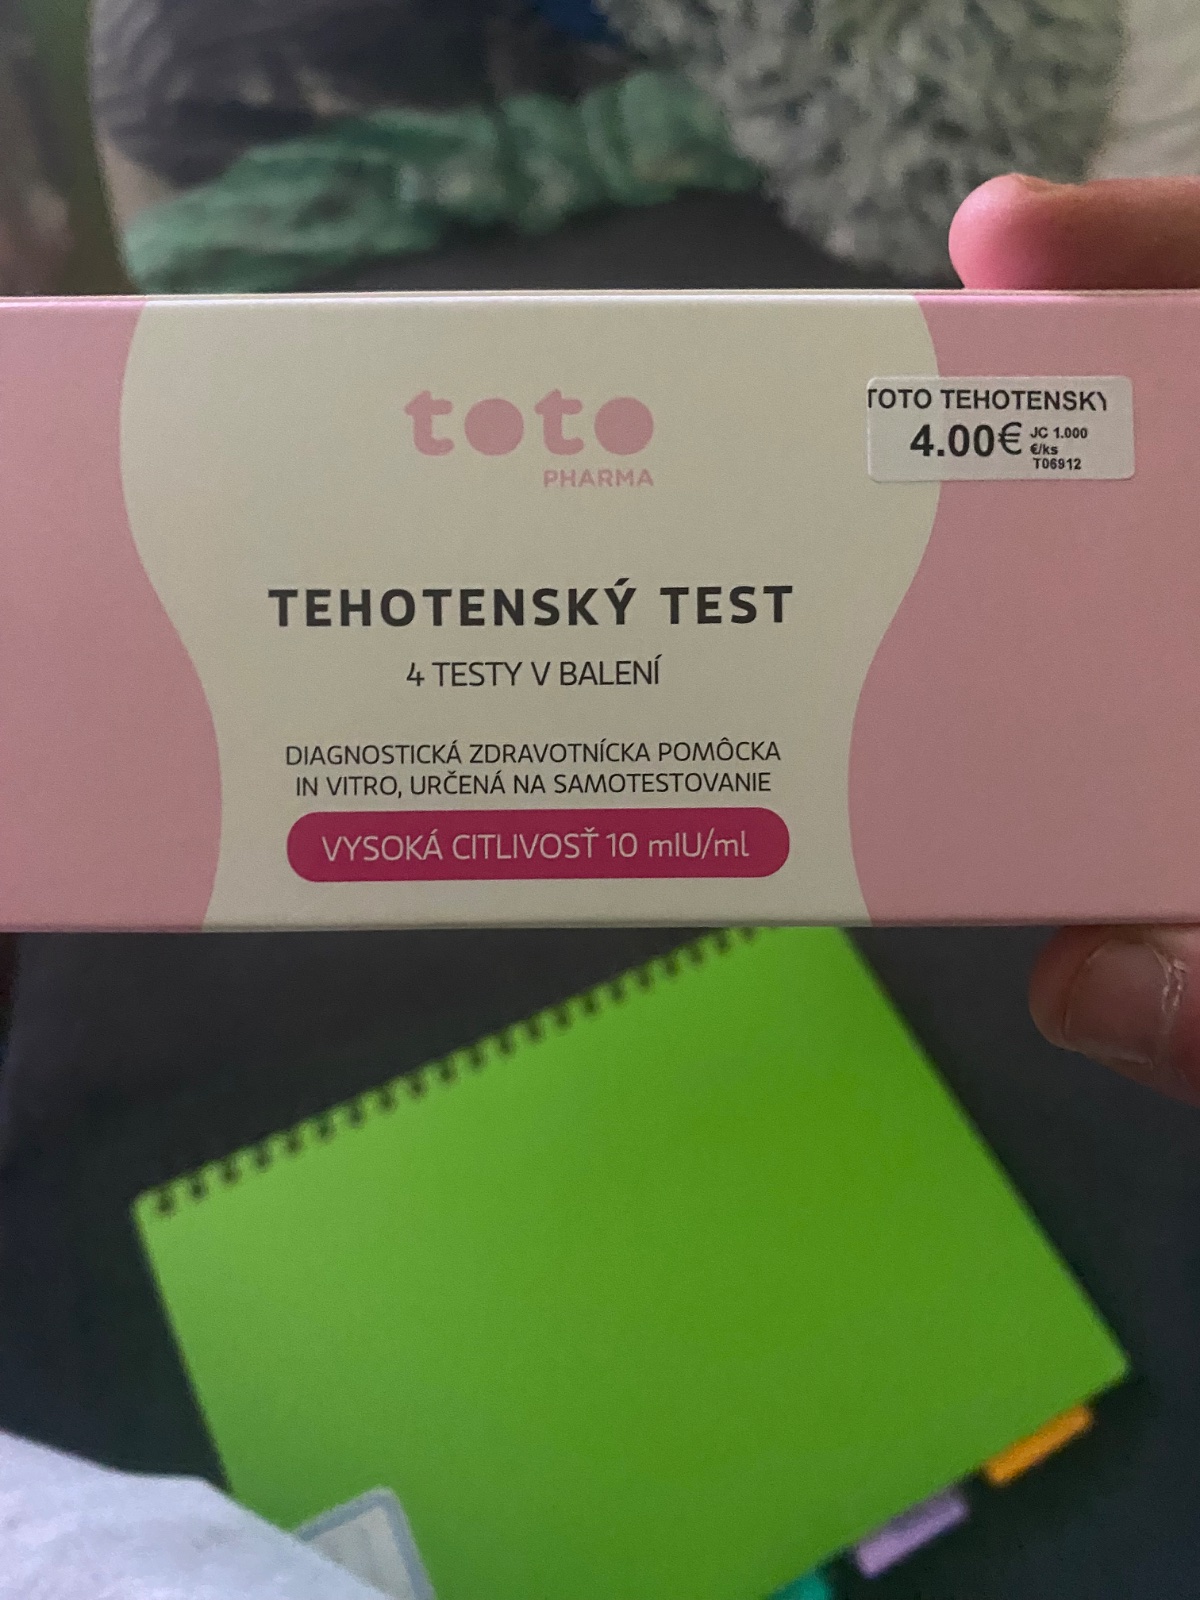 toto
PHARMA
TOTO TEHOTENSKÝ
4.00€ JC 1.000
€/ks
T06912
TEHOTENSKÝ TEST
4 TESTY V BALENÍ
DIAGNOSTICKÁ ZDRAVOTNÍCKA POMÔCKA
IN VITRO, URČENÁ NA SAMOTESTOVANIE
VYSOKÁ CITLIVOSŤ 10 mIU/ml